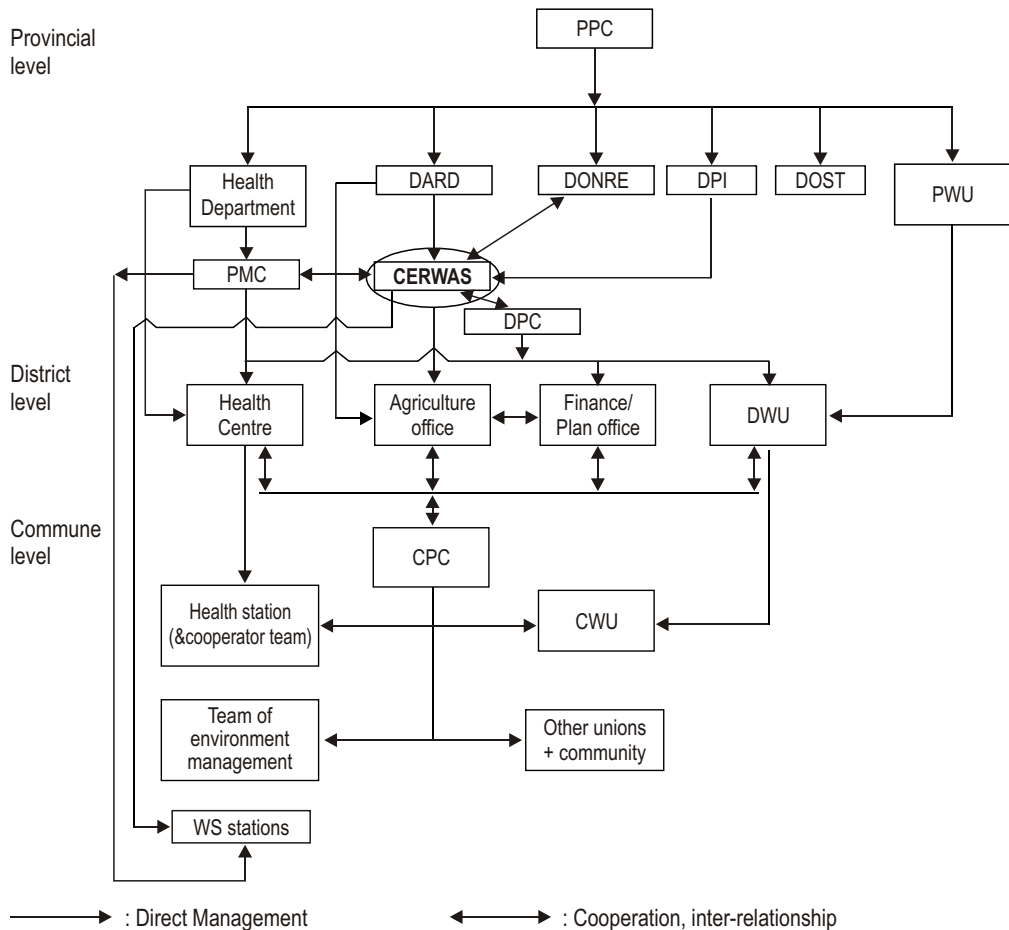 Provincial
level
PPC
Health
Department
DARD
DONRE
DPI
DOST
PWU
PMC
CERWAS
DPC
District
level
Health
Centre
Agriculture
office
Finance/
Plan office
DWU
Commune
level
CPC
Health station
(&cooperator team)
CWU
Team of
environment
management
Other unions
+ community
WS stations
: Direct Management
: Cooperation, inter-relationship